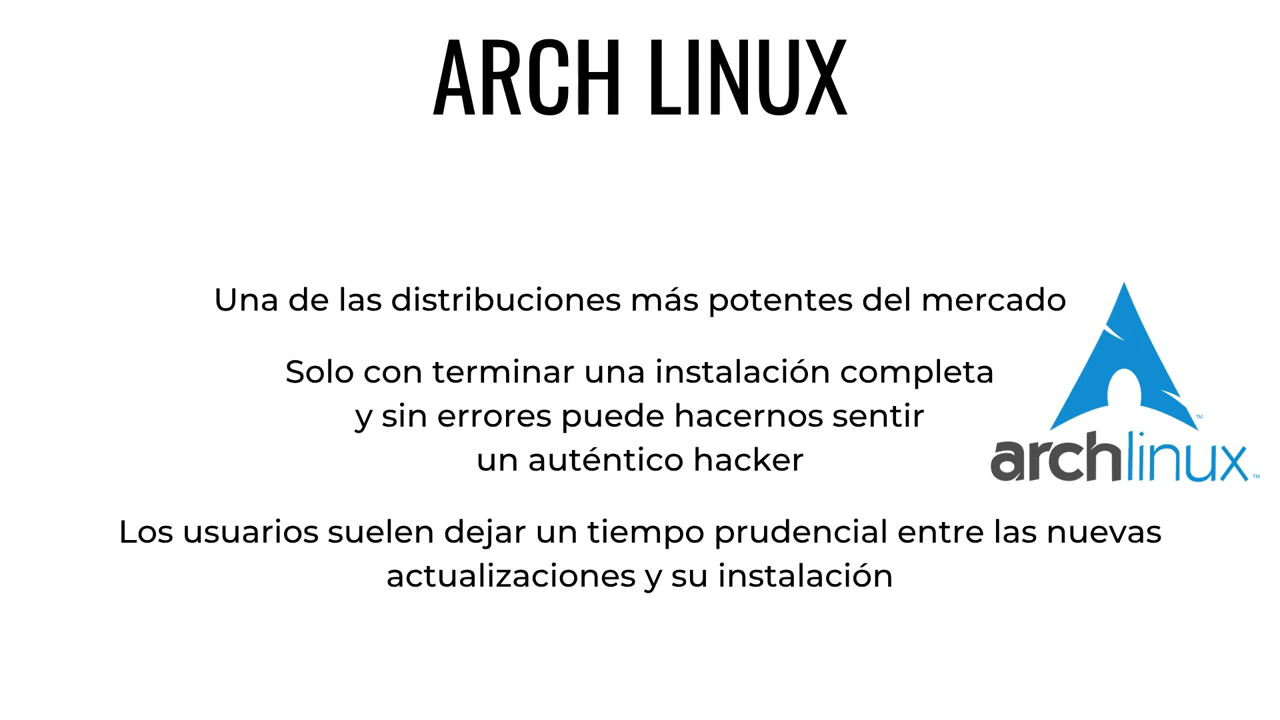 ARCH LINUX
Una de las distribuciones más potentes del mercado
Solo con terminar una instalación completa
y sin errores puede hacernos sentir
un auténtico hacker
archlinux™
Los usuarios suelen dejar un tiempo prudencial entre las nuevas
actualizaciones y su instalación